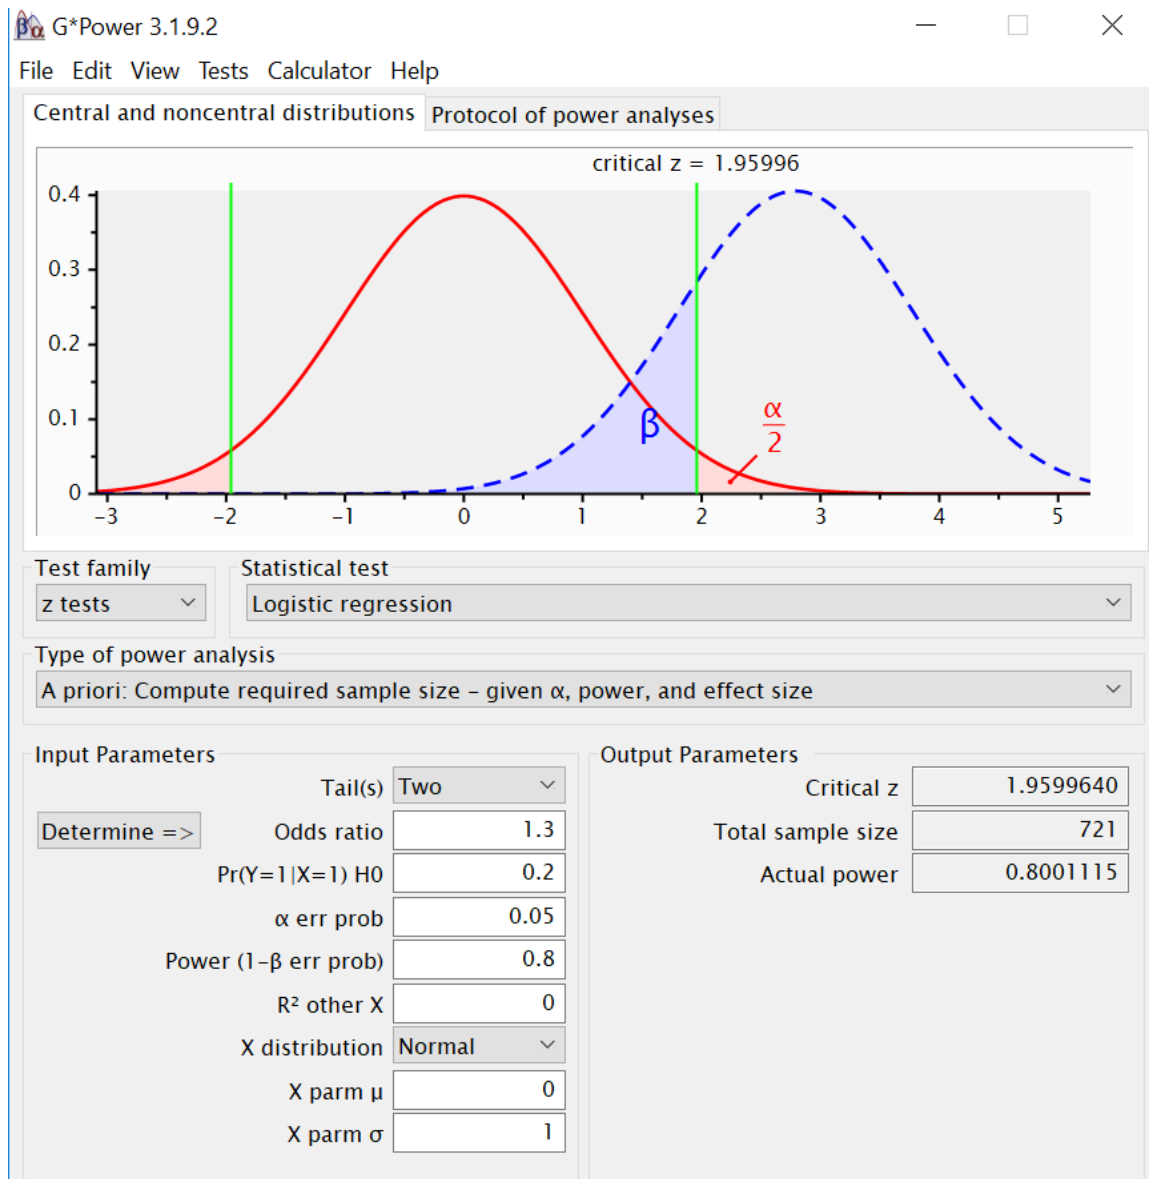 βα G*Power 3.1.9.2
File Edit View Tests Calculator Help
Central and noncentral distributions Protocol of power analyses
critical z = 1.95996
0.4
0.3
0.2
0.1
0
β
α
2
-3 -2 -1 0 1 2 3 4 5
Test family
z tests
Statistical test
Logistic regression
Type of power analysis
A priori: Compute required sample size - given α, power, and effect size
Input Parameters
Tail(s) Two
Determine => Odds ratio 1.3
Pr(Y=1|X=1) H0 0.2
α err prob 0.05
Power (1-β err prob) 0.8
R² other X 0
X distribution Normal
X parm μ 0
X parm σ 1
Output Parameters
Critical z 1.9599640
Total sample size 721
Actual power 0.8001115